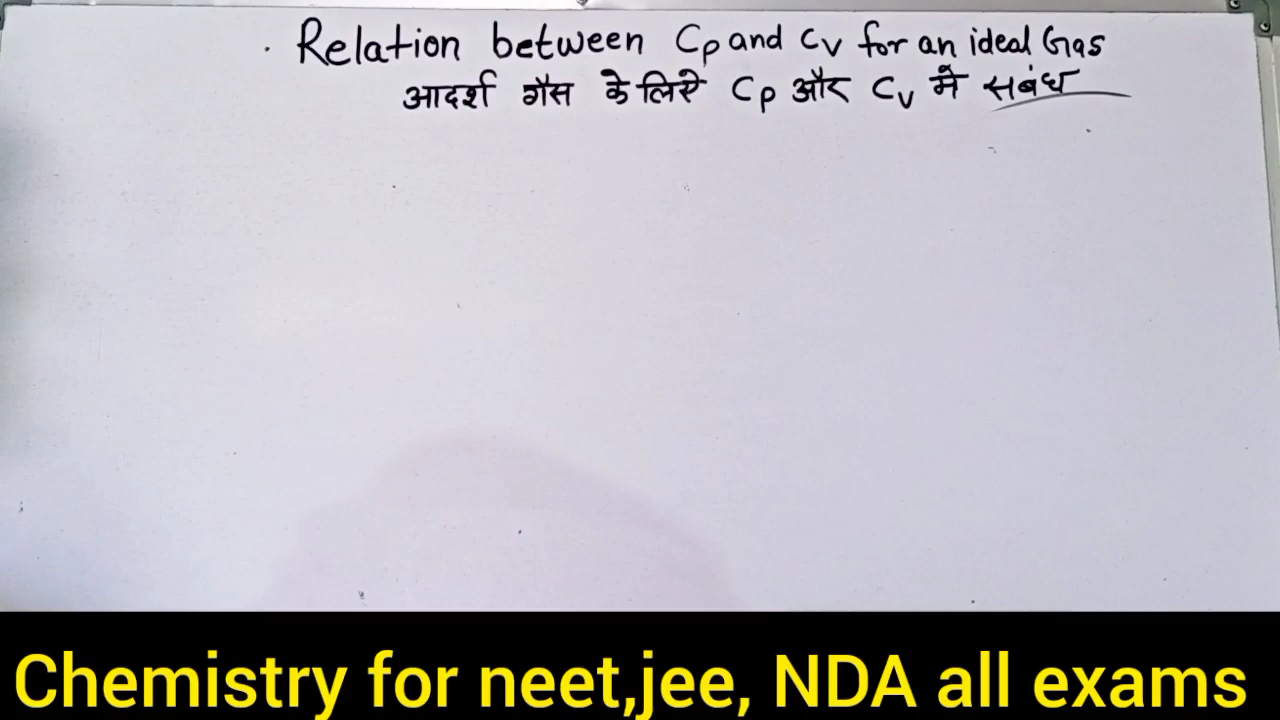 Relation between Cp and Cv for an ideal Gas
आदर्श गैस के लिये Cp और Cv में सबंध
Chemistry for neet,jee, NDA all exams